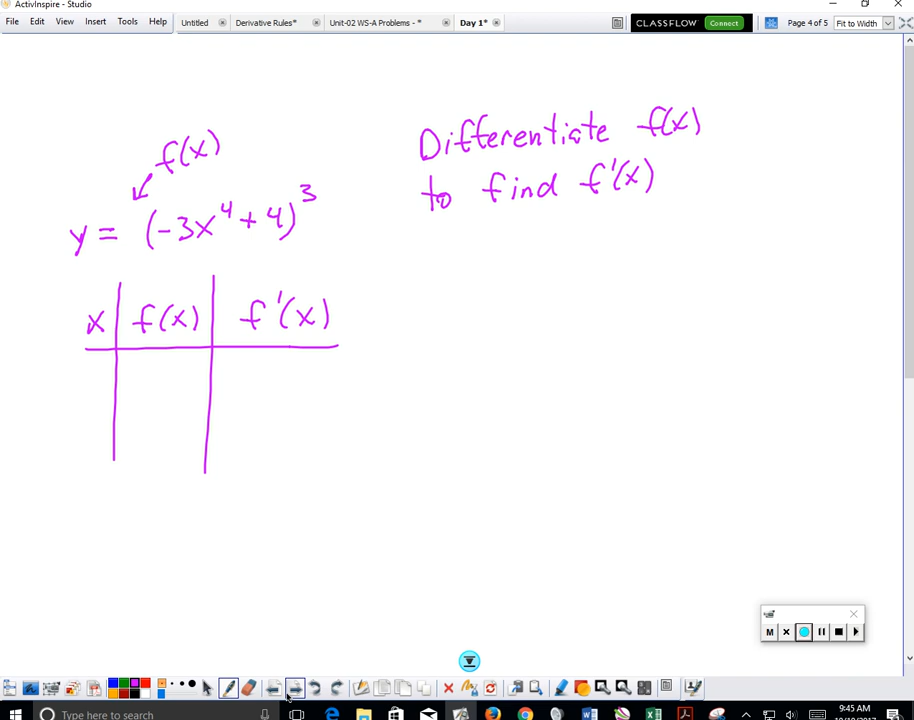 ActivInspire - Studio
File Edit View Insert Tools Help
Untitled
Derivative Rules*
Unit-02 WS-A Problems - *
Day 1*
CLASSFLOW Connect
Page 4 of 5
Fit to Width
f(x)
y = (-3x⁴ + 4)³
Differentiate f(x)
to find f'(x)
x f(x) f'(x)
M
Type here to search
9:45 AM